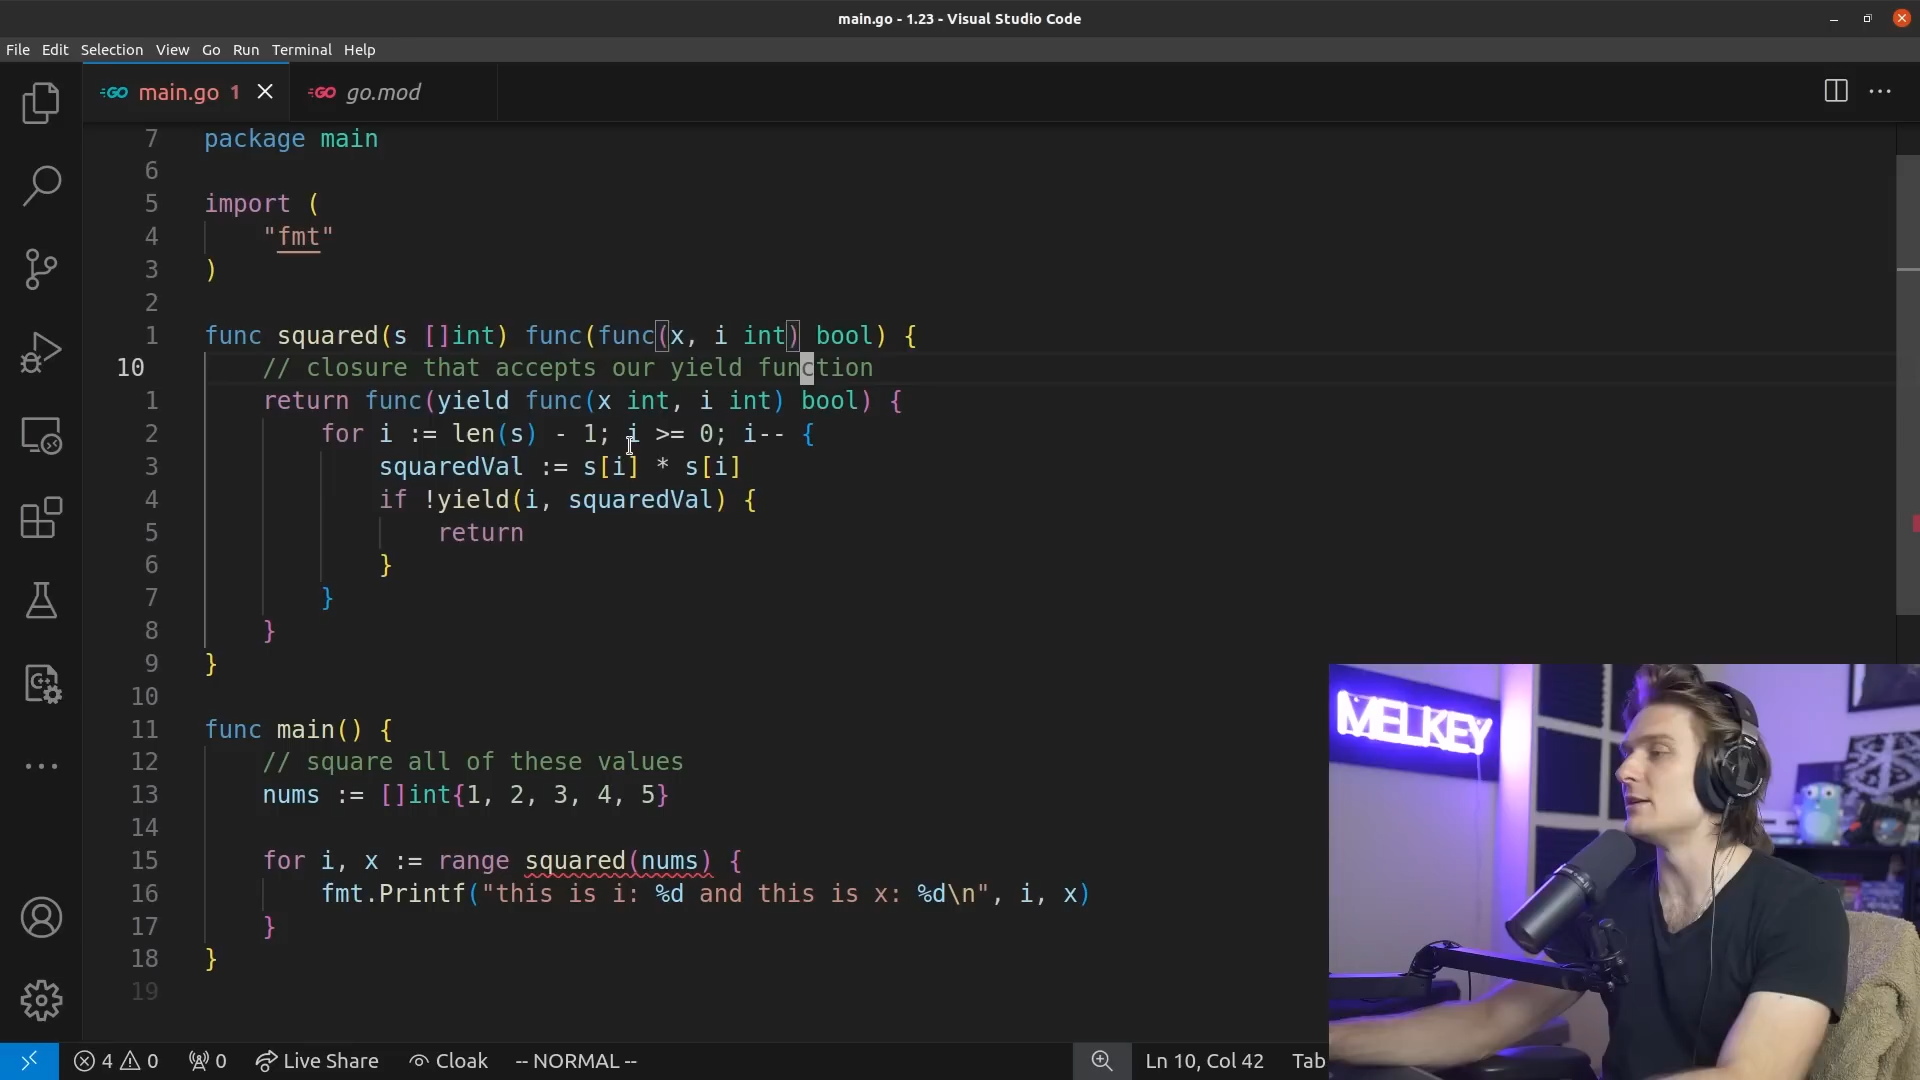 main.go - 1.23 - Visual Studio Code
File Edit Selection View Go Run Terminal Help
GO main.go 1 GO go.mod
7 package main
6
5 import (
4 "fmt"
3 )
2
1 func squared(s []int) func(func(x, i int) bool) {
10 // closure that accepts our yield function
1 return func(yield func(x int, i int) bool) {
2 for i := len(s) - 1; i >= 0; i-- {
3 squaredVal := s[i] * s[i]
4 if !yield(i, squaredVal) {
5 return
6 }
7 }
8 }
9 }
10
11 func main() {
12 // square all of these values
13 nums := []int{1, 2, 3, 4, 5}
14
15 for i, x := range squared(nums) {
16 fmt.Printf("this is i: %d and this is x: %d\n", i, x)
17 }
18 }
19
MELKEY
4 0 0 Live Share Cloak -- NORMAL -- Ln 10, Col 42 Tab